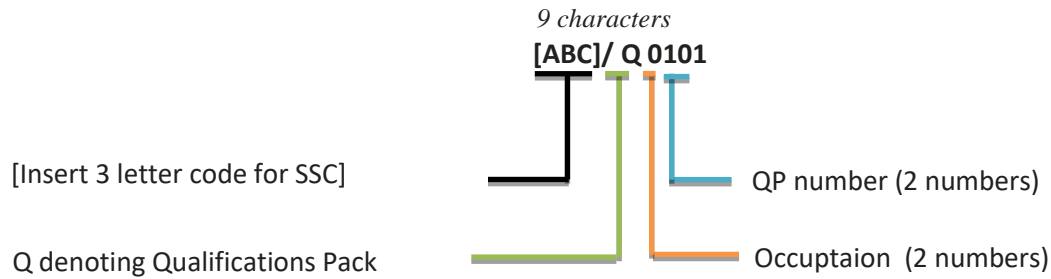 9 characters
[ABC]/ Q 0101
[Insert 3 letter code for SSC]
QP number (2 numbers)
Q denoting Qualifications Pack
Occuptaion (2 numbers)